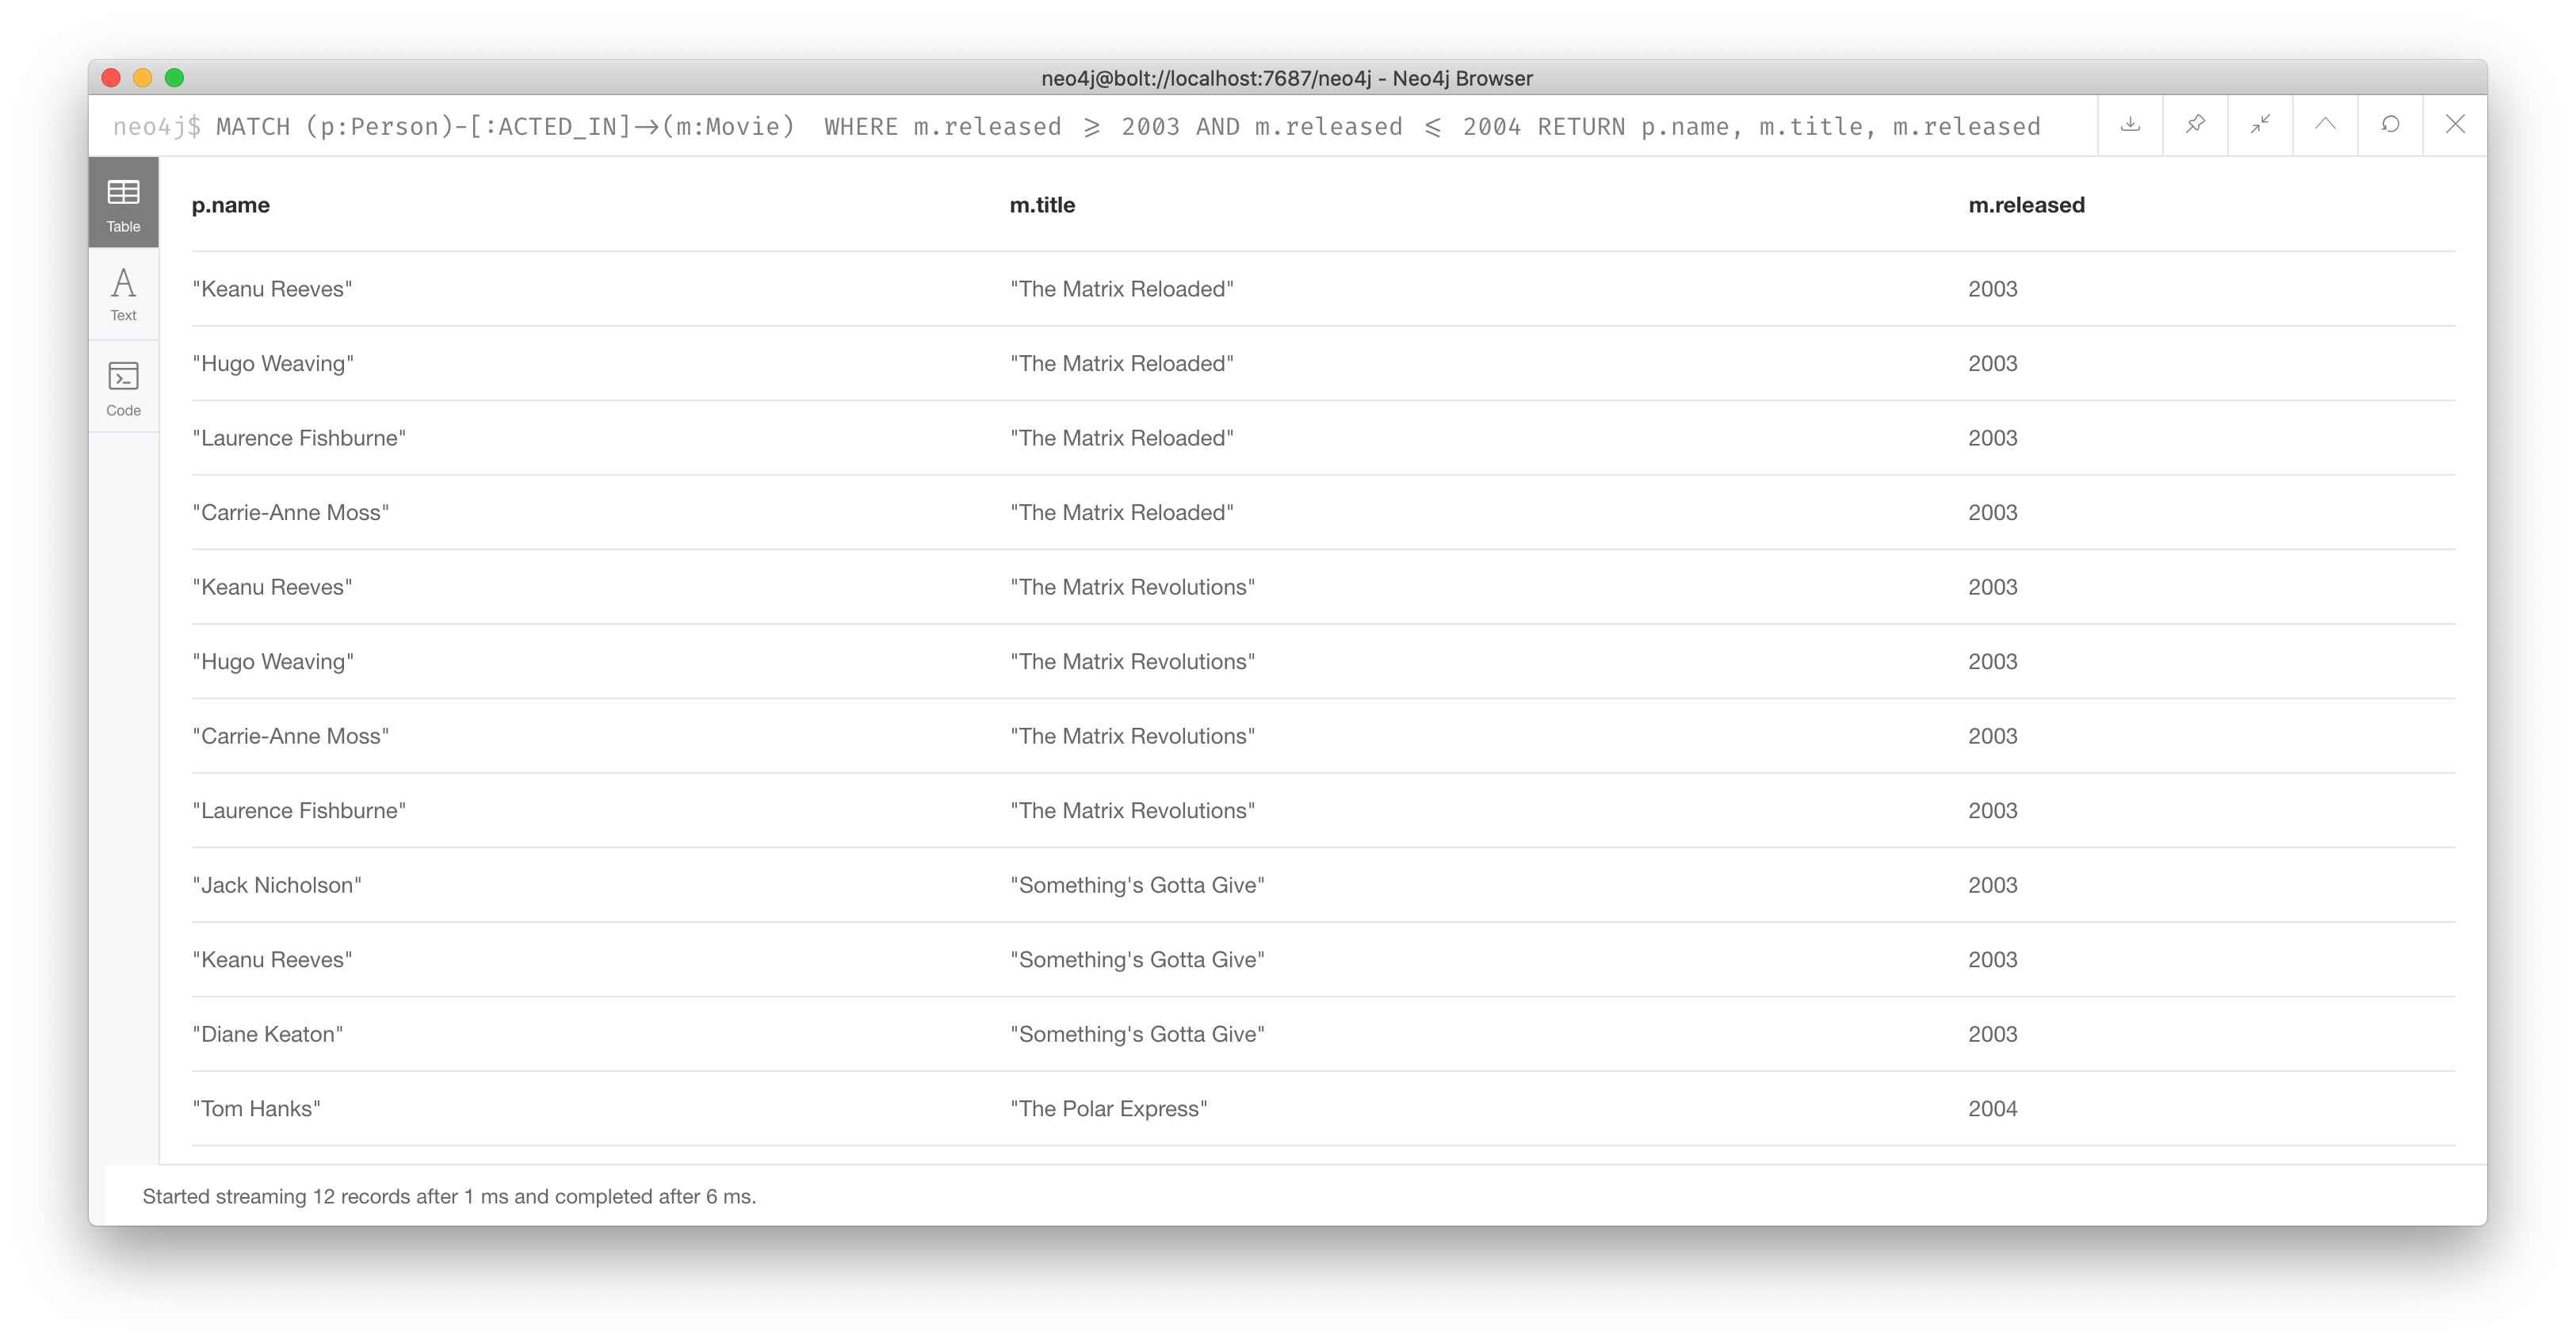 neo4j@bolt://localhost:7687/neo4j - Neo4j Browser
neo4j$ MATCH (p:Person)-[:ACTED_IN]→(m:Movie)  WHERE m.released ⩾ 2003 AND m.released ⩽ 2004 RETURN p.name, m.title, m.released
Table
Text
Code
p.name m.title m.released
"Keanu Reeves" "The Matrix Reloaded" 2003
"Hugo Weaving" "The Matrix Reloaded" 2003
"Laurence Fishburne" "The Matrix Reloaded" 2003
"Carrie-Anne Moss" "The Matrix Reloaded" 2003
"Keanu Reeves" "The Matrix Revolutions" 2003
"Hugo Weaving" "The Matrix Revolutions" 2003
"Carrie-Anne Moss" "The Matrix Revolutions" 2003
"Laurence Fishburne" "The Matrix Revolutions" 2003
"Jack Nicholson" "Something's Gotta Give" 2003
"Keanu Reeves" "Something's Gotta Give" 2003
"Diane Keaton" "Something's Gotta Give" 2003
"Tom Hanks" "The Polar Express" 2004
Started streaming 12 records after 1 ms and completed after 6 ms.